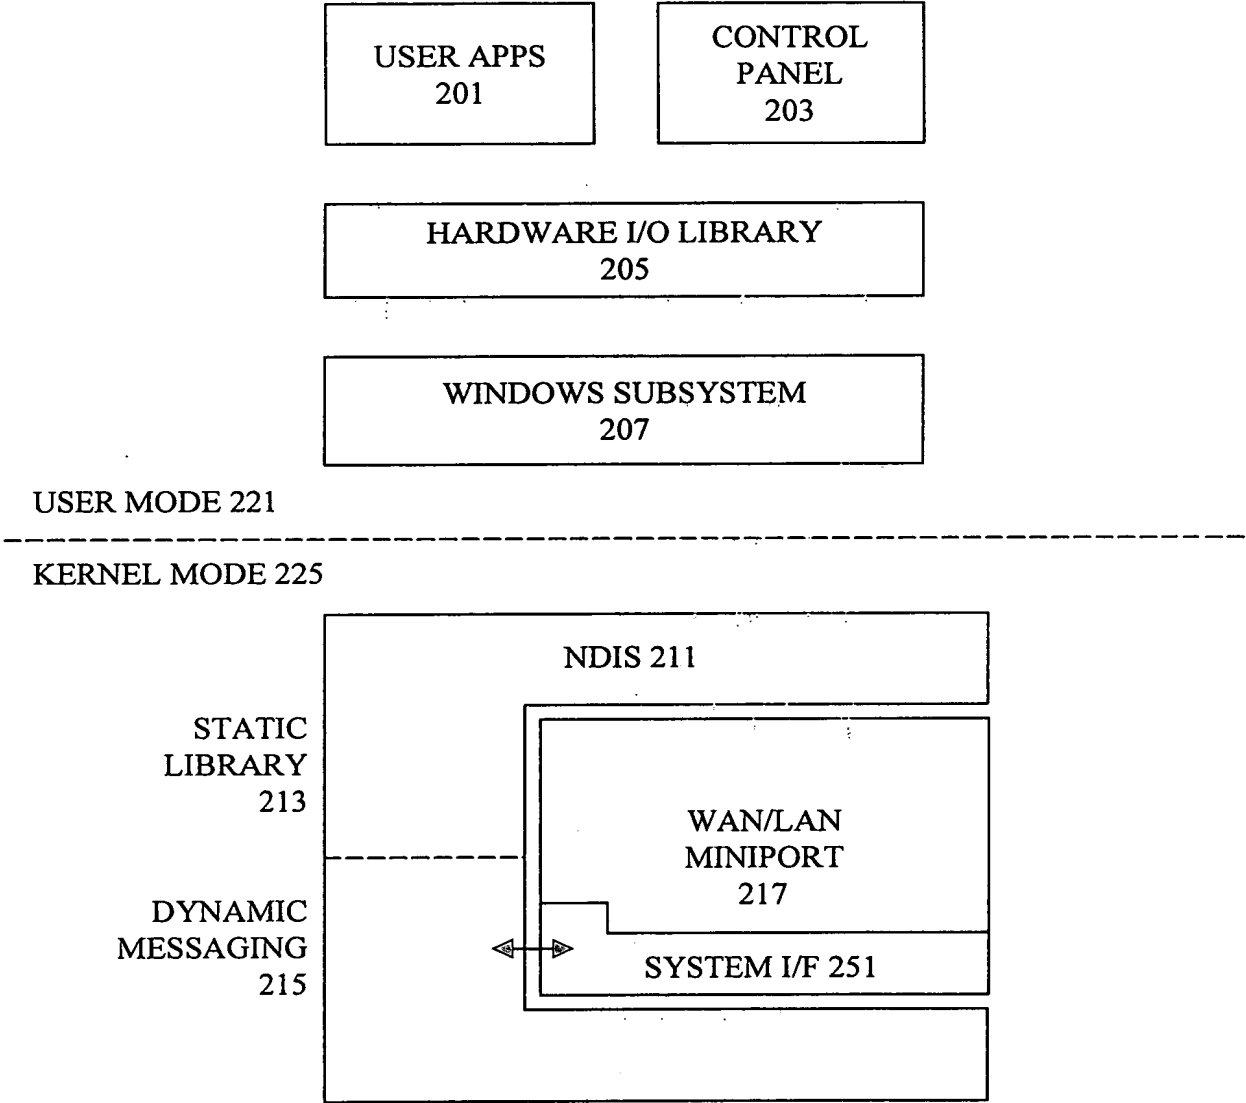 USER APPS
201
CONTROL
PANEL
203
HARDWARE I/O LIBRARY
205
WINDOWS SUBSYSTEM
207
USER MODE 221
KERNEL MODE 225
NDIS 211
STATIC
LIBRARY
213
WAN/LAN
MINIPORT
217
DYNAMIC
MESSAGING
215
SYSTEM I/F 251